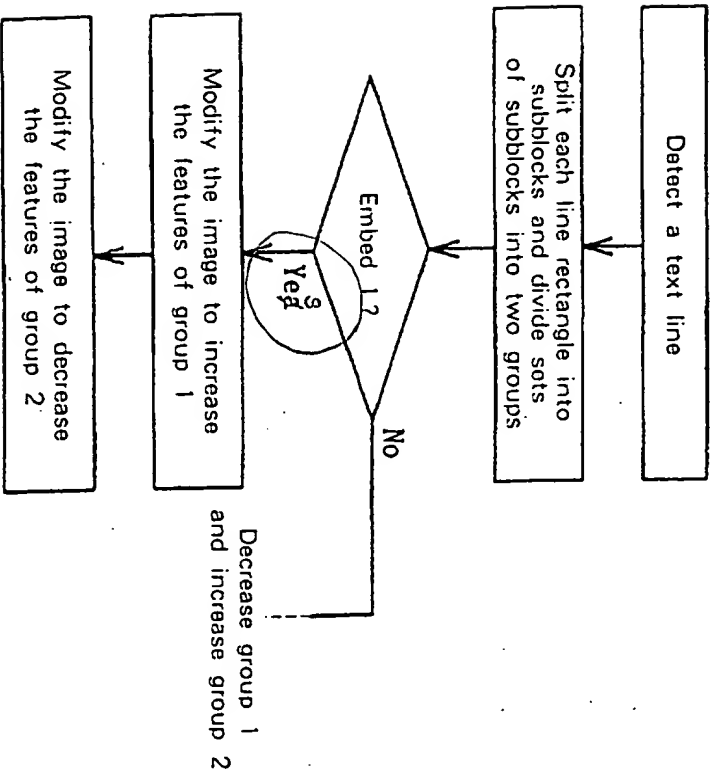 Detect a text line
Split each line rectangle into
subblocks and divide sots
of subblocks into two groups
Embed 1?
No
Yes
Modify the image to increase
the features of group 1
Decrease group 1
and increase group 2
Modify the image to decrease
the features of group 2